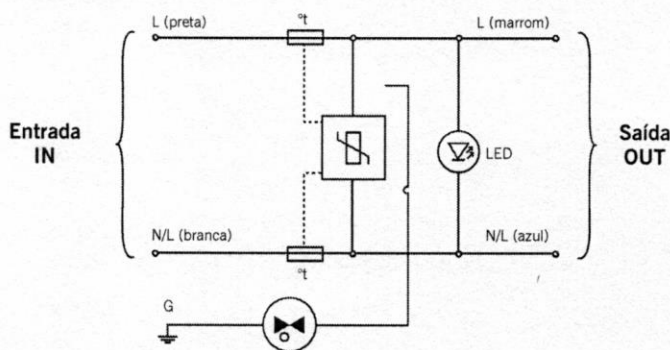 L (preta)
°t
L (marrom)
Entrada
IN
LED
Saída
OUT
N/L (branca)
°t
N/L (azul)
G